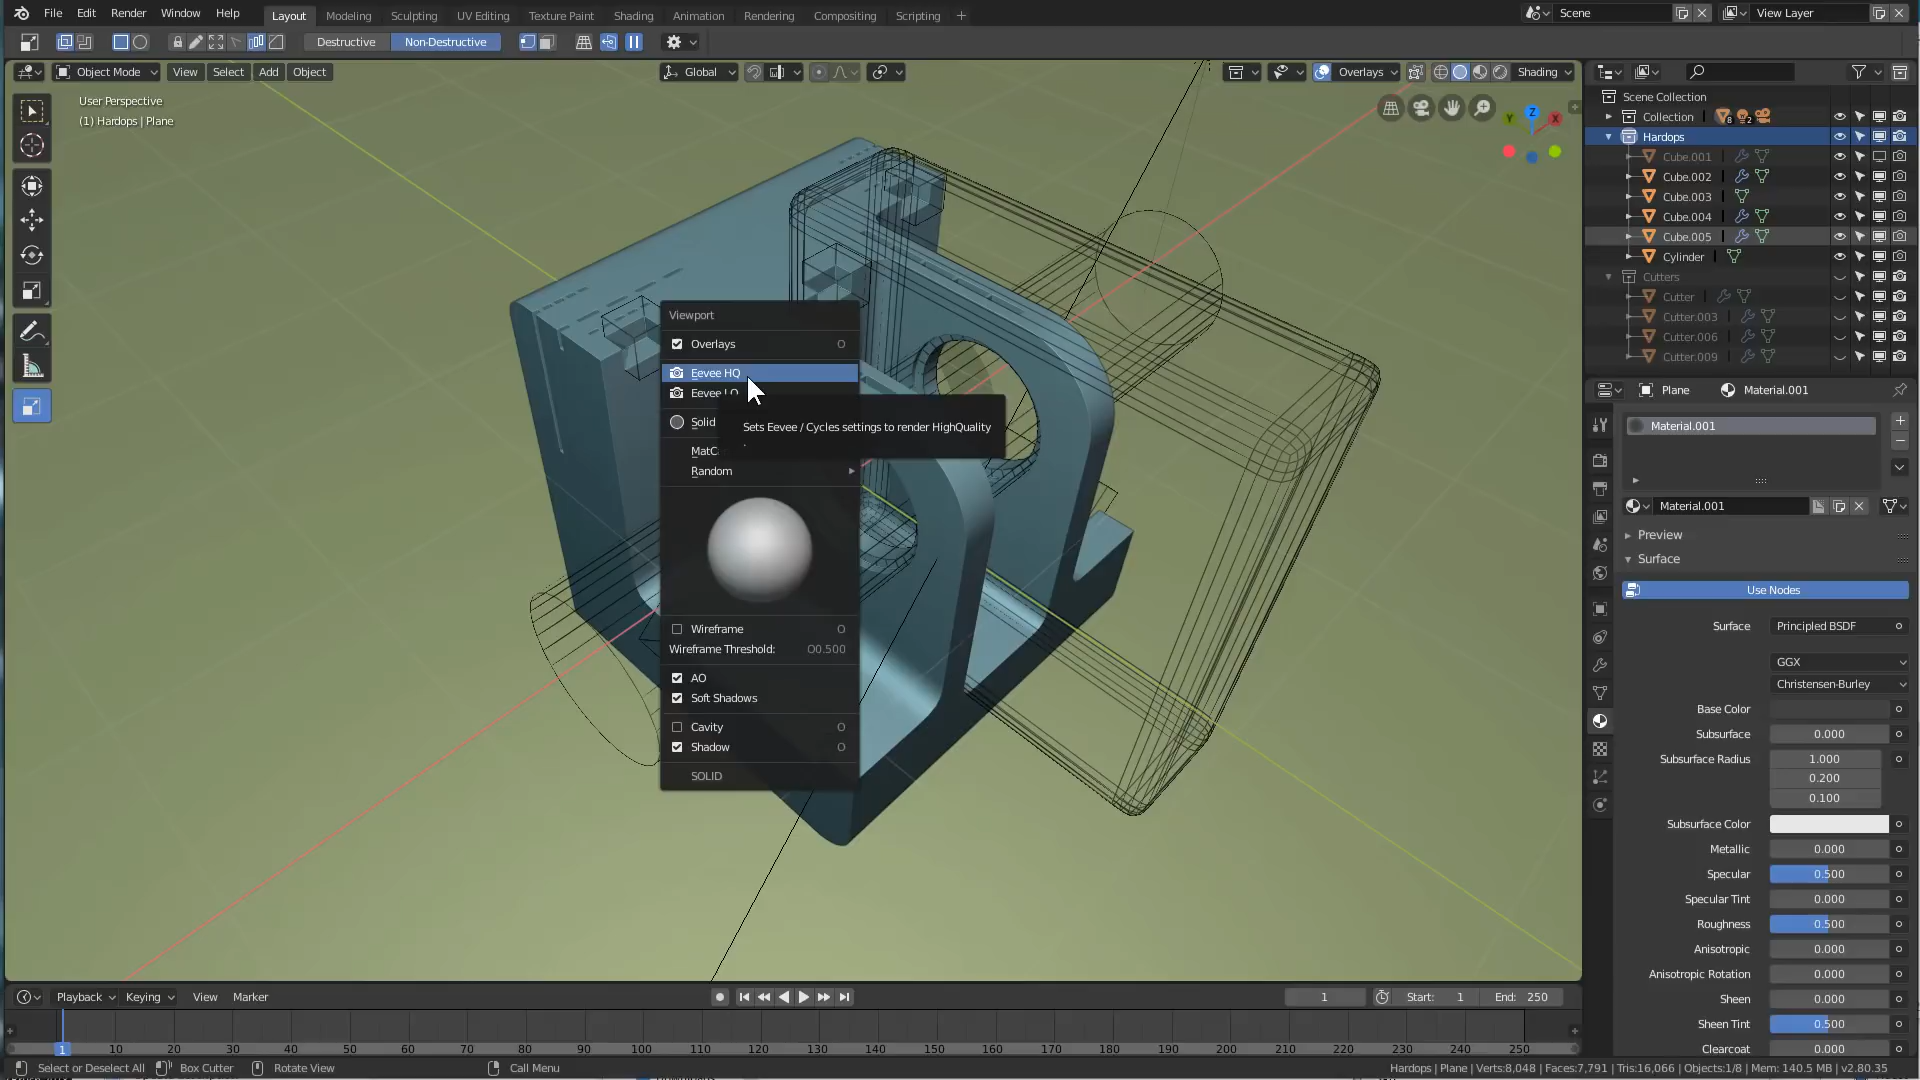 File Edit Render Window Help Layout Modeling Sculpting UV Editing Texture Paint Shading Animation Rendering Compositing Scripting Scene View Layer
Destructive Non-Destructive
Object Mode View Select Add Object Global Overlays Shading
User Perspective
(1) Hardops | Plane
Z
Y
X
Scene Collection
Collection 8 2
Hardops
Cube.001
Cube.002
Cube.003
Cube.004
Cube.005
Cylinder
Cutters
Cutter
Cutter.003
Cutter.006
Cutter.009
Viewport
Overlays
Eevee HQ
Eevee LQ
Solid
MatC
Random
Sets Eevee / Cycles settings to render HighQuality
.
Wireframe
Wireframe Threshold: 0.500
AO
Soft Shadows
Cavity
Shadow
SOLID
Plane Material.001
Material.001
Material.001
Preview
Surface
Use Nodes
Surface Principled BSDF
GGX
Christensen-Burley
Base Color
Subsurface 0.000
Subsurface Radius 1.000
0.200
0.100
Subsurface Color
Metallic 0.000
Specular 0.500
Specular Tint 0.000
Roughness 0.500
Anisotropic 0.000
Anisotropic Rotation 0.000
Sheen 0.000
Sheen Tint 0.500
Clearcoat 0.000
Playback Keying View Marker 1 Start: 1 End: 250
1 10 20 30 40 50 60 70 80 90 100 110 120 130 140 150 160 170 180 190 200 210 220 230 240 250
Select or Deselect All Box Cutter Rotate View Call Menu Hardops | Plane | Verts:8,048 | Faces:7,791 | Tris:16,066 | Objects:1/8 | Mem: 140.5 MB | v2.80.35